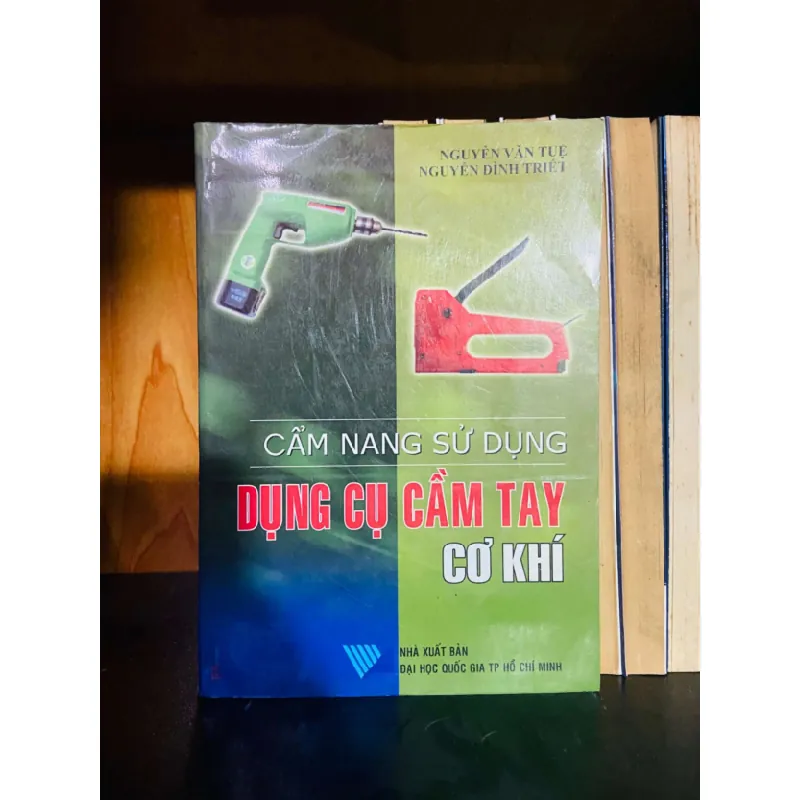 NGUYỄN VĂN TUỆ
NGUYỄN ĐÌNH TRIẾT
CẨM NANG SỬ DỤNG
DỤNG CỤ CẦM TAY
CƠ KHÍ
NHÀ XUẤT BẢN
ĐẠI HỌC QUỐC GIA TP HỒ CHÍ MINH